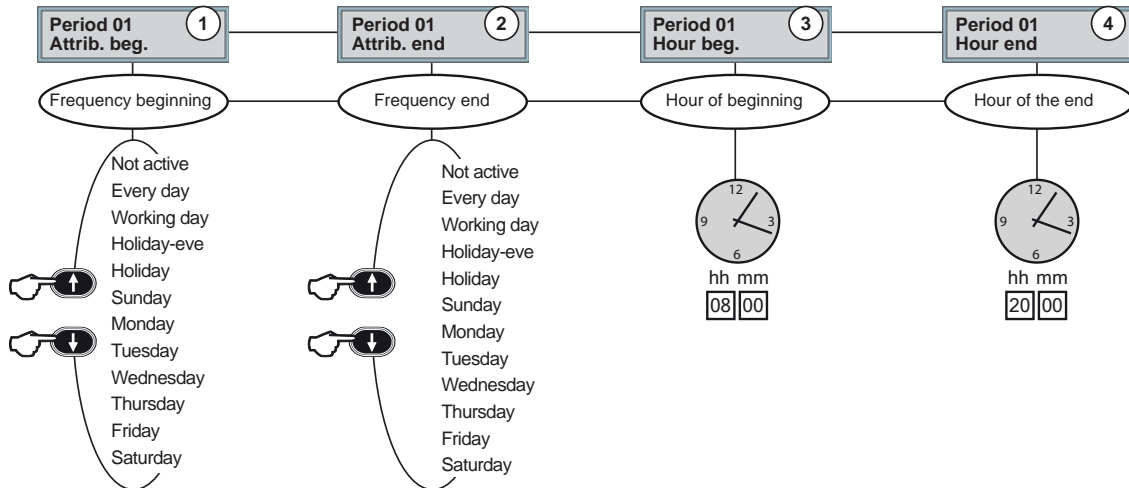 Period 01
Attrib. beg.
1
Period 01
Attrib. end
2
Period 01
Hour beg.
3
Period 01
Hour end
4
Frequency beginning
Frequency end
Hour of beginning
Hour of the end
Not active
Every day
Working day
Holiday-eve
Holiday
Sunday
Monday
Tuesday
Wednesday
Thursday
Friday
Saturday
Not active
Every day
Working day
Holiday-eve
Holiday
Sunday
Monday
Tuesday
Wednesday
Thursday
Friday
Saturday
12
9 3
6
hh mm
08 00
12
9 3
6
hh mm
20 00